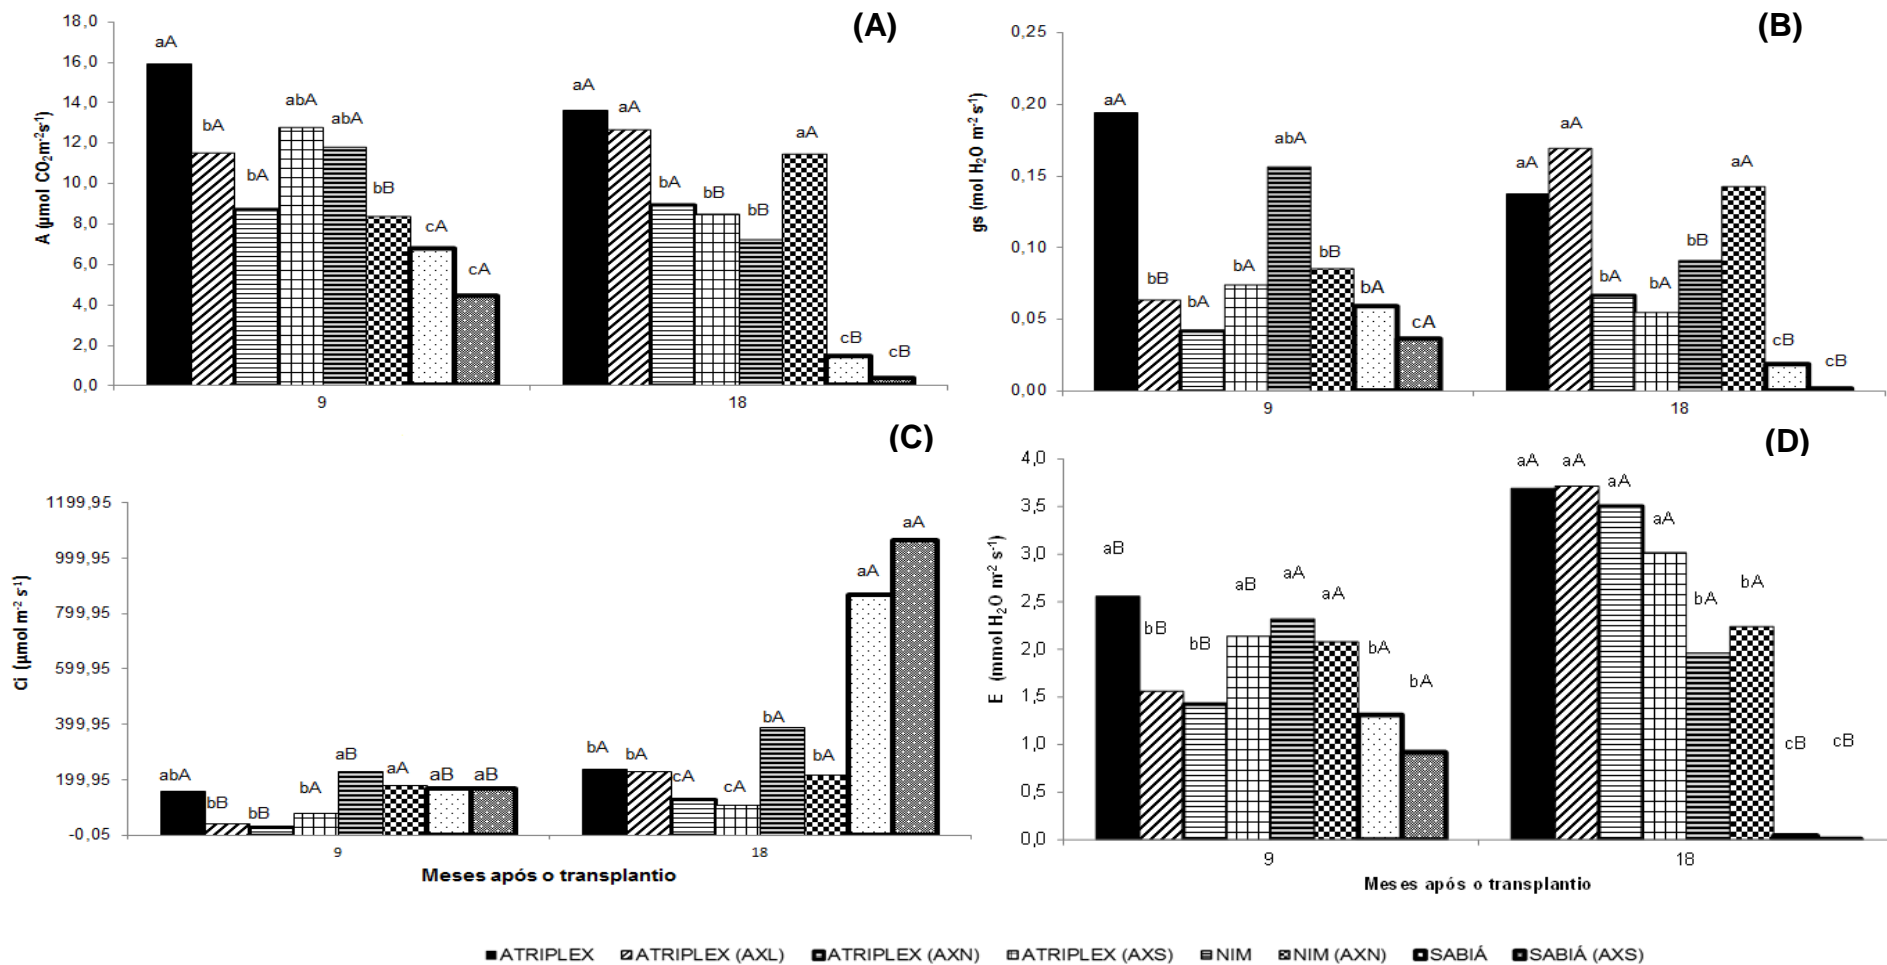 (A)
18,0
16,0
14,0
12,0
10,0
8,0
6,0
4,0
2,0
0,0
A (µmol CO₂m⁻²s⁻¹)
aA
bA
bA
abA
abA
bB
cA
cA
aA
aA
bA
bB
bB
aA
cB
cB
9
18
(B)
0,25
0,20
0,15
0,10
0,05
0,00
gs (mol H₂O m⁻² s⁻¹)
aA
bB
bA
bA
abA
bB
bA
cA
aA
aA
bA
bA
bB
aA
cB
cB
9
18
(C)
1199,95
999,95
799,95
599,95
399,95
199,95
-0,05
Ci (µmol m⁻² s⁻¹)
abA
bB
bB
bA
aB
aA
aB
aB
bA
bA
cA
cA
bA
bA
aA
aA
9
18
Meses após o transplantio
(D)
4,0
3,5
3,0
2,5
2,0
1,5
1,0
0,5
0,0
E (mmol H₂O m⁻² s⁻¹)
aB
bB
bB
aB
aA
aA
bA
bA
aA
aA
aA
aA
bA
bA
cB
cB
9
18
Meses após o transplantio
ATRIPLEX ATRIPLEX (AXL) ATRIPLEX (AXN) ATRIPLEX (AXS) NIM NIM (AXN) SABIÁ SABIÁ (AXS)